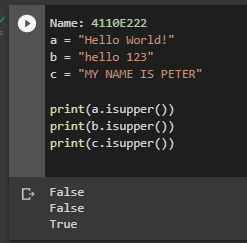 Name: 4110E222
a = "Hello World!"
b = "hello 123"
c = "MY NAME IS PETER"
print(a.isupper())
print(b.isupper())
print(c.isupper())
False
False
True